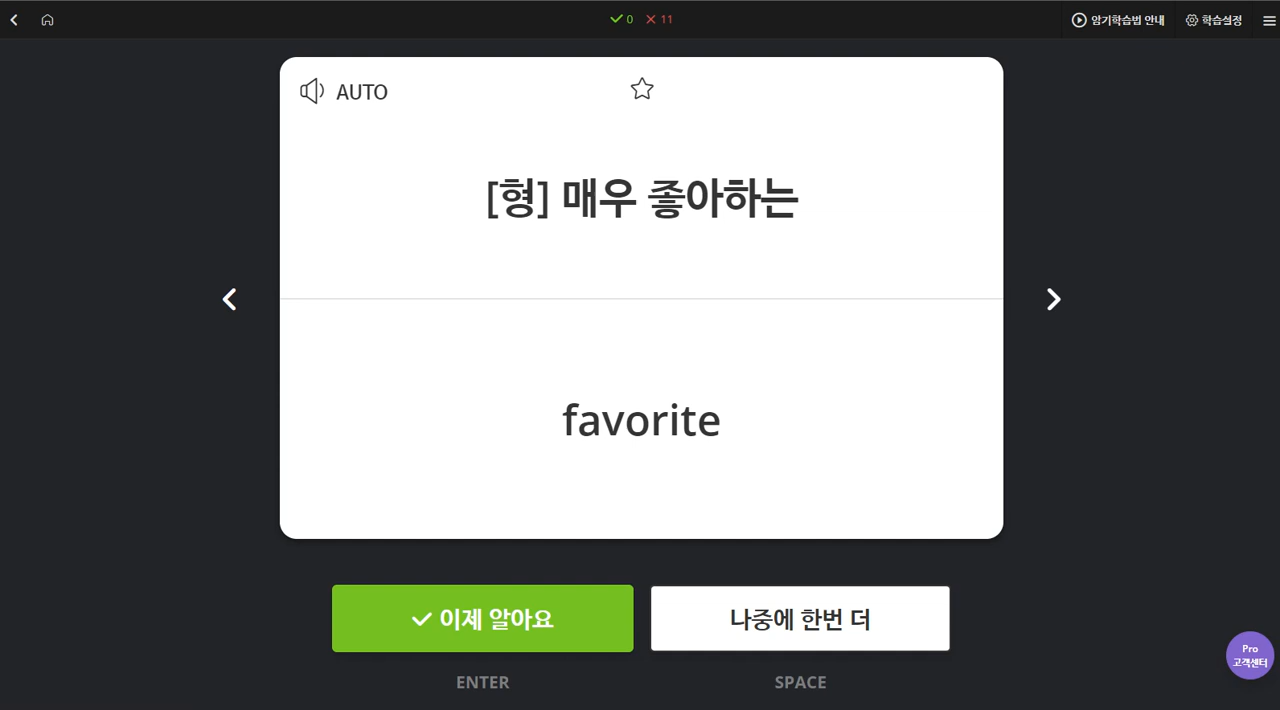 0 11 암기학습법 안내 학습설정
AUTO
[형] 매우 좋아하는
favorite
이제 알아요 나중에 한번 더
ENTER SPACE
Pro
고객센터